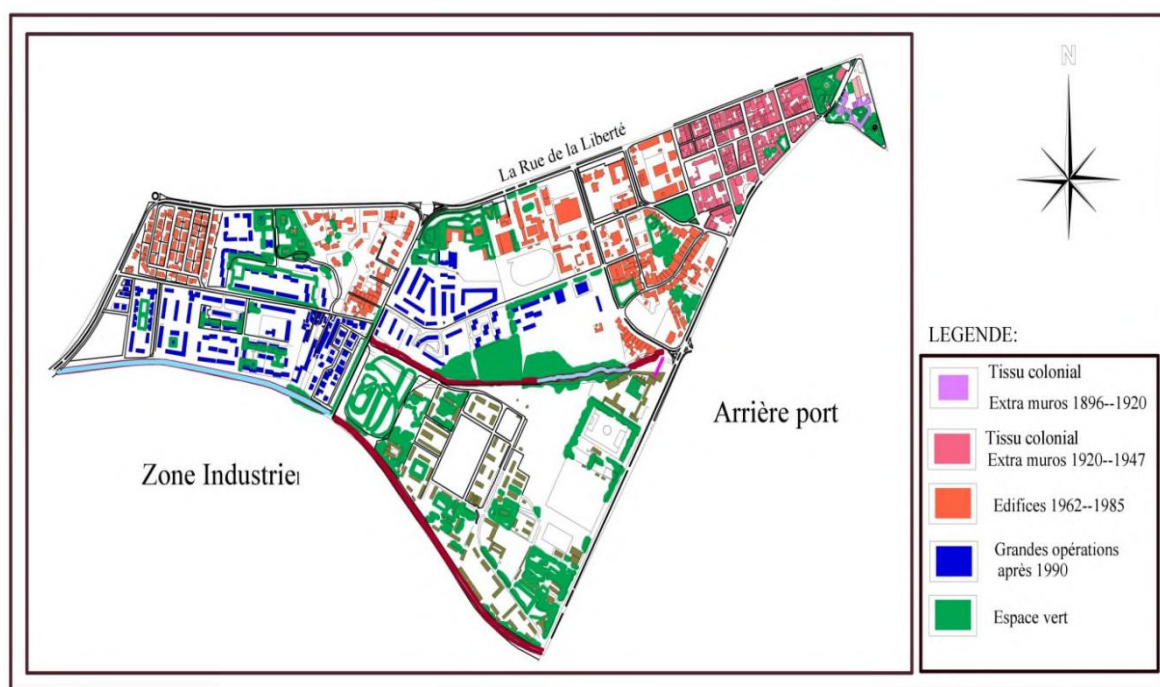 N
La Rue de la Liberté
Arrière port
Zone Industriel
LEGENDE:
Tissu colonial
Extra muros 1896--1920
Tissu colonial
Extra muros 1920--1947
Edifices 1962--1985
Grandes opérations
après 1990
Espace vert